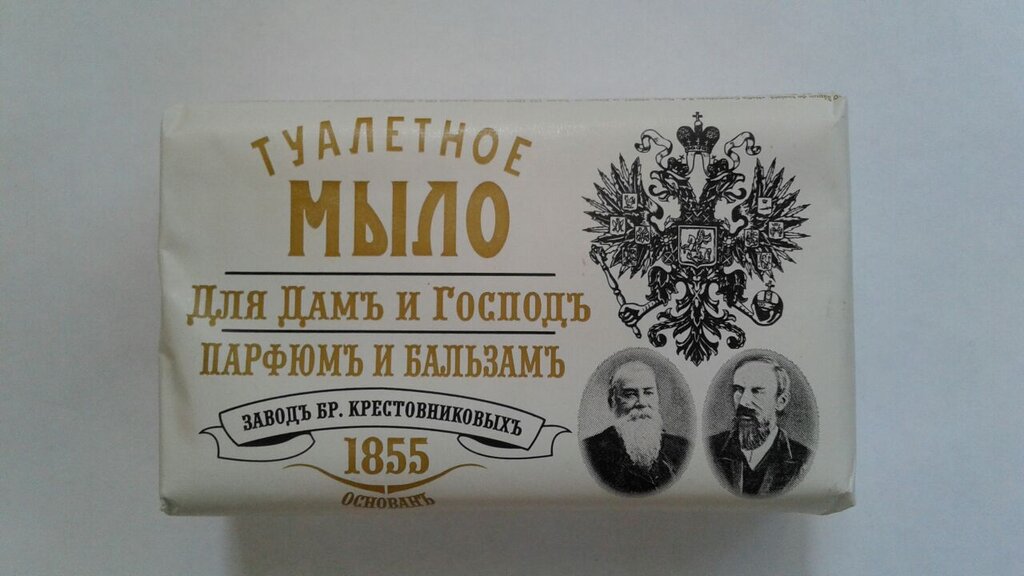 ТУАЛЕТНОЕ
МЫЛО
Для Дамъ и Господъ
ПАРФЮМЪ И БАЛЬЗАМЪ
ЗАВОДЪ БР. КРЕСТОВНИКОВЫХЪ
1855
ОСНОВАНЪ